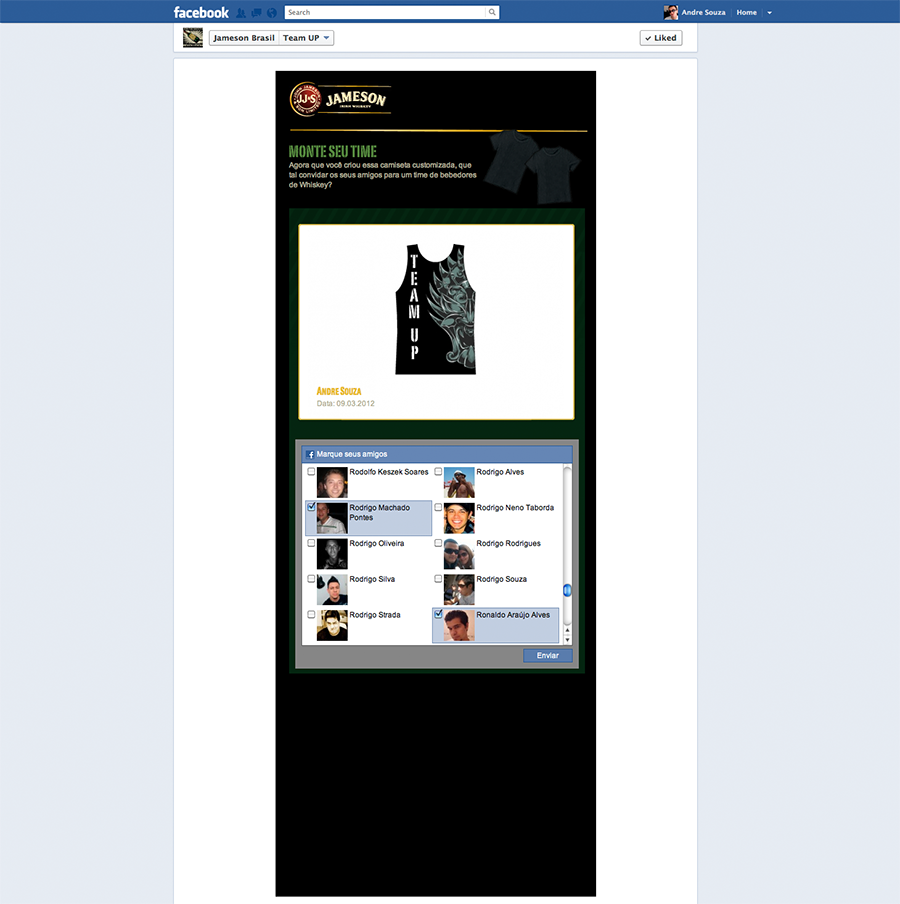 facebook
Search
Andre Souza
Home
Jameson Brasil
Team UP
Liked
JJ&S
JAMESON
IRISH WHISKEY
MONTE SEU TIME
Agora que você criou essa camiseta customizada, que
tal convidar os seus amigos para um time de bebedores
de Whiskey?
TEAM UP
ANDRE SOUZA
Data: 09.03.2012
Marque seus amigos
Rodolfo Keszek Soares
Rodrigo Alves
Rodrigo Machado
Pontes
Rodrigo Neno Taborda
Rodrigo Oliveira
Rodrigo Rodrigues
Rodrigo Silva
Rodrigo Souza
Rodrigo Strada
Ronaldo Araújo Alves
Enviar